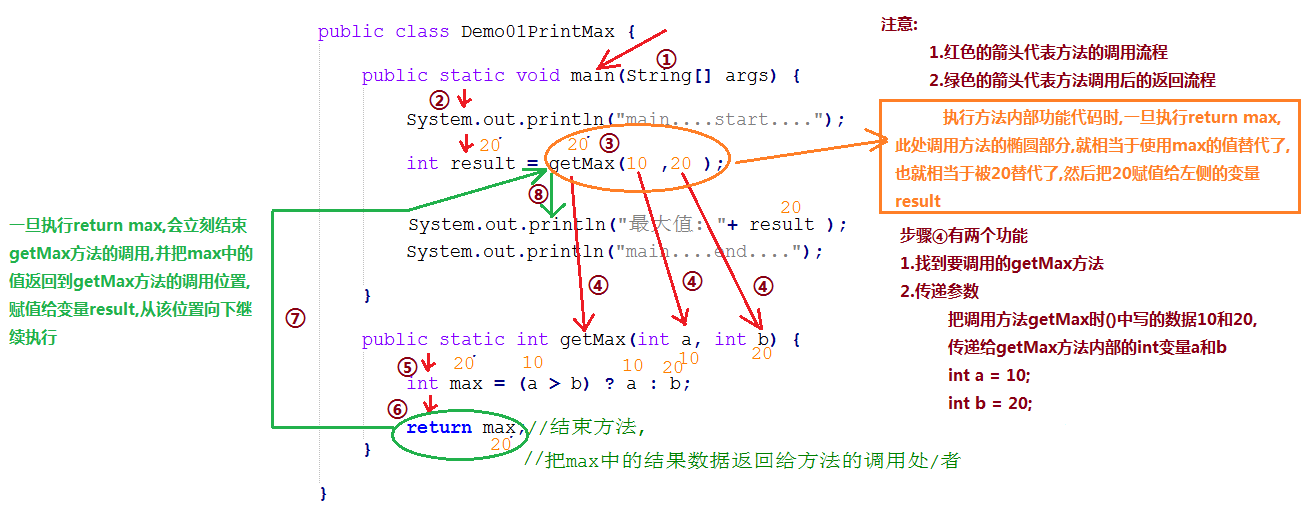 public class Demo01PrintMax {
注意:
1.红色的箭头代表方法的调用流程
2.绿色的箭头代表方法调用后的返回流程
①
public static void main(String[] args) {
②
System.out.println("main....start....");
20
20
③
int result = getMax(10 ,20 );
执行方法内部功能代码时,一旦执行return max,
此处调用方法的椭圆部分,就相当于使用max的值替代了,
也就相当于被20替代了,然后把20赋值给左侧的变量
result
⑧
20
System.out.println("最大值: "+ result );
System.out.println("main....end....");
一旦执行return max,会立刻结束
getMax方法的调用,并把max中的
值返回到getMax方法的调用位置,
赋值给变量result,从该位置向下继
续执行
步骤④有两个功能
1.找到要调用的getMax方法
2.传递参数
把调用方法getMax时()中写的数据10和20,
传递给getMax方法内部的int变量a和b
int a = 10;
int b = 20;
④
④
④
}
⑦
public static int getMax(int a, int b) {
10
20
⑤
20
10
10
20
int max = (a > b) ? a : b;
⑥
return max;//结束方法,
20
}
//把max中的结果数据返回给方法的调用处/者
}